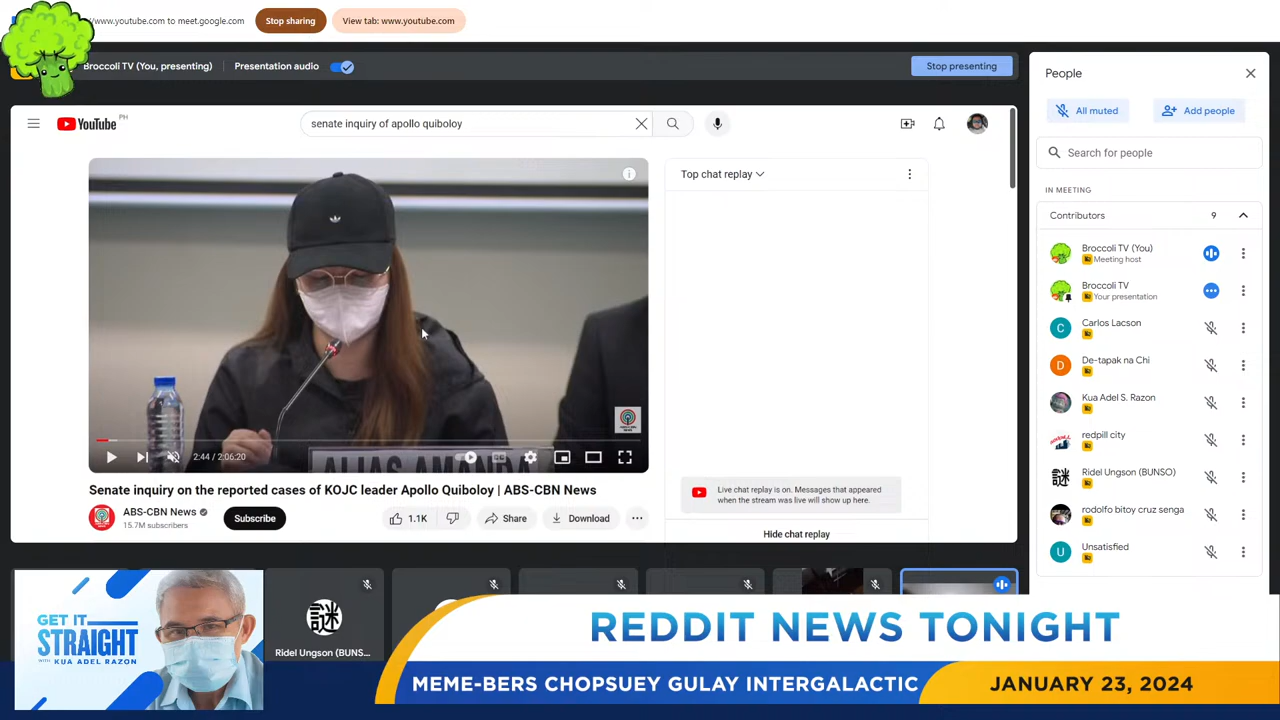 /www.youtube.com to meet.google.com
Stop sharing
View tab: www.youtube.com
Broccoli TV (You, presenting)
Presentation audio
Stop presenting
People
All muted
Add people
Search for people
IN MEETING
Contributors
9
Broccoli TV (You)
Meeting host
Broccoli TV
Your presentation
Carlos Lacson
De-tapak na Chi
Kua Adel S. Razon
redpill city
Ridel Ungson (BUNSO)
rodolfo bitoy cruz senga
Unsatisfied
YouTube PH
senate inquiry of apollo quiboloy
Top chat replay
ALIAS AMANDA
2:44 / 2:06:20
Live chat replay is on. Messages that appeared
when the stream was live will show up here.
Hide chat replay
Senate inquiry on the reported cases of KOJC leader Apollo Quiboloy | ABS-CBN News
ABS-CBN News
15.7M subscribers
Subscribe
1.1K
Share
Download
GET IT
STRAIGHT
WITH KUA ADEL RAZON
謎
Ridel Ungson (BUNS...
REDDIT NEWS TONIGHT
MEME-BERS CHOPSUEY GULAY INTERGALACTIC
JANUARY 23, 2024